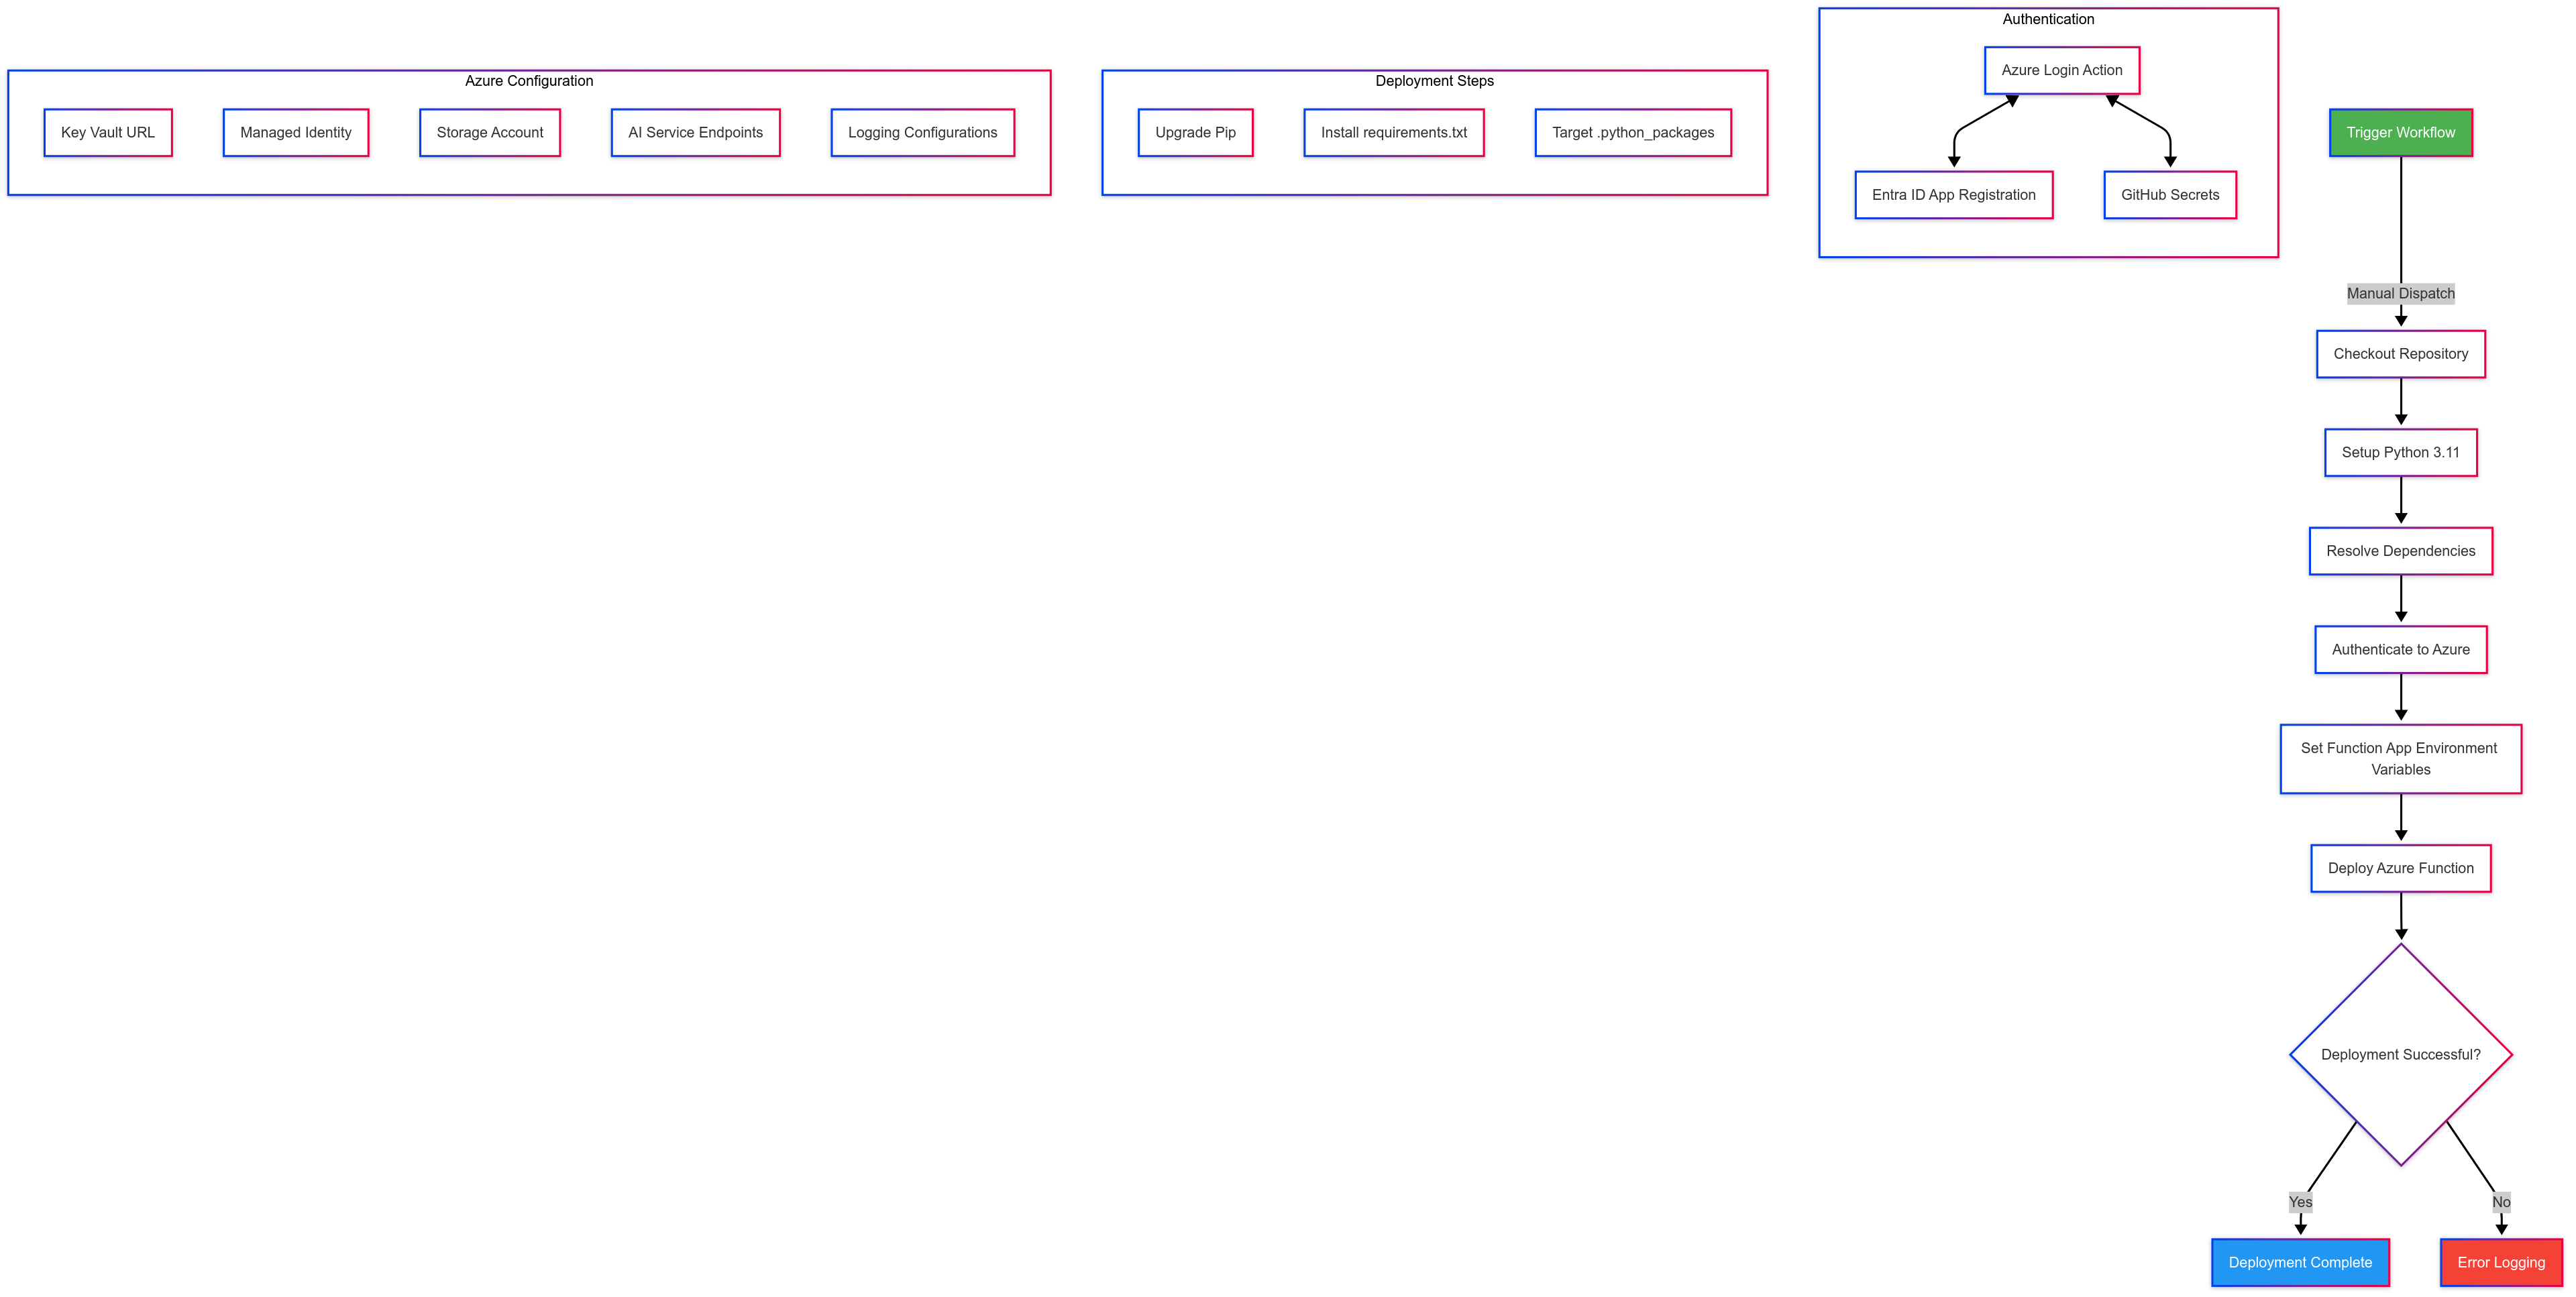 Azure Configuration
Key Vault URL
Managed Identity
Storage Account
AI Service Endpoints
Logging Configurations
Deployment Steps
Upgrade Pip
Install requirements.txt
Target .python_packages
Authentication
Azure Login Action
Entra ID App Registration
GitHub Secrets
Trigger Workflow
Manual Dispatch
Checkout Repository
Setup Python 3.11
Resolve Dependencies
Authenticate to Azure
Set Function App Environment
Variables
Deploy Azure Function
Deployment Successful?
Yes
No
Deployment Complete
Error Logging